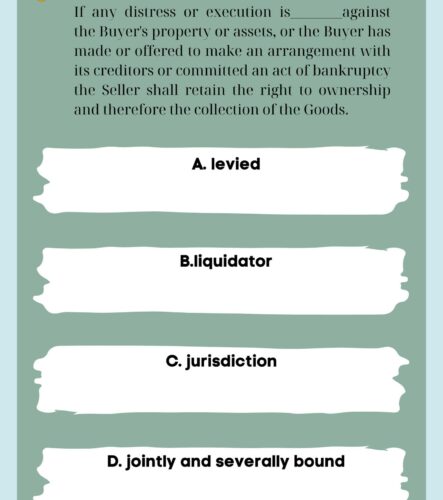 If any distress or execution is_______against
the Buyer's property or assets, or the Buyer has
made or offered to make an arrangement with
its creditors or committed an act of bankruptcy
the Seller shall retain the right to ownership
and therefore the collection of the Goods.
A. levied
B.liquidator
C. jurisdiction
D. jointly and severally bound